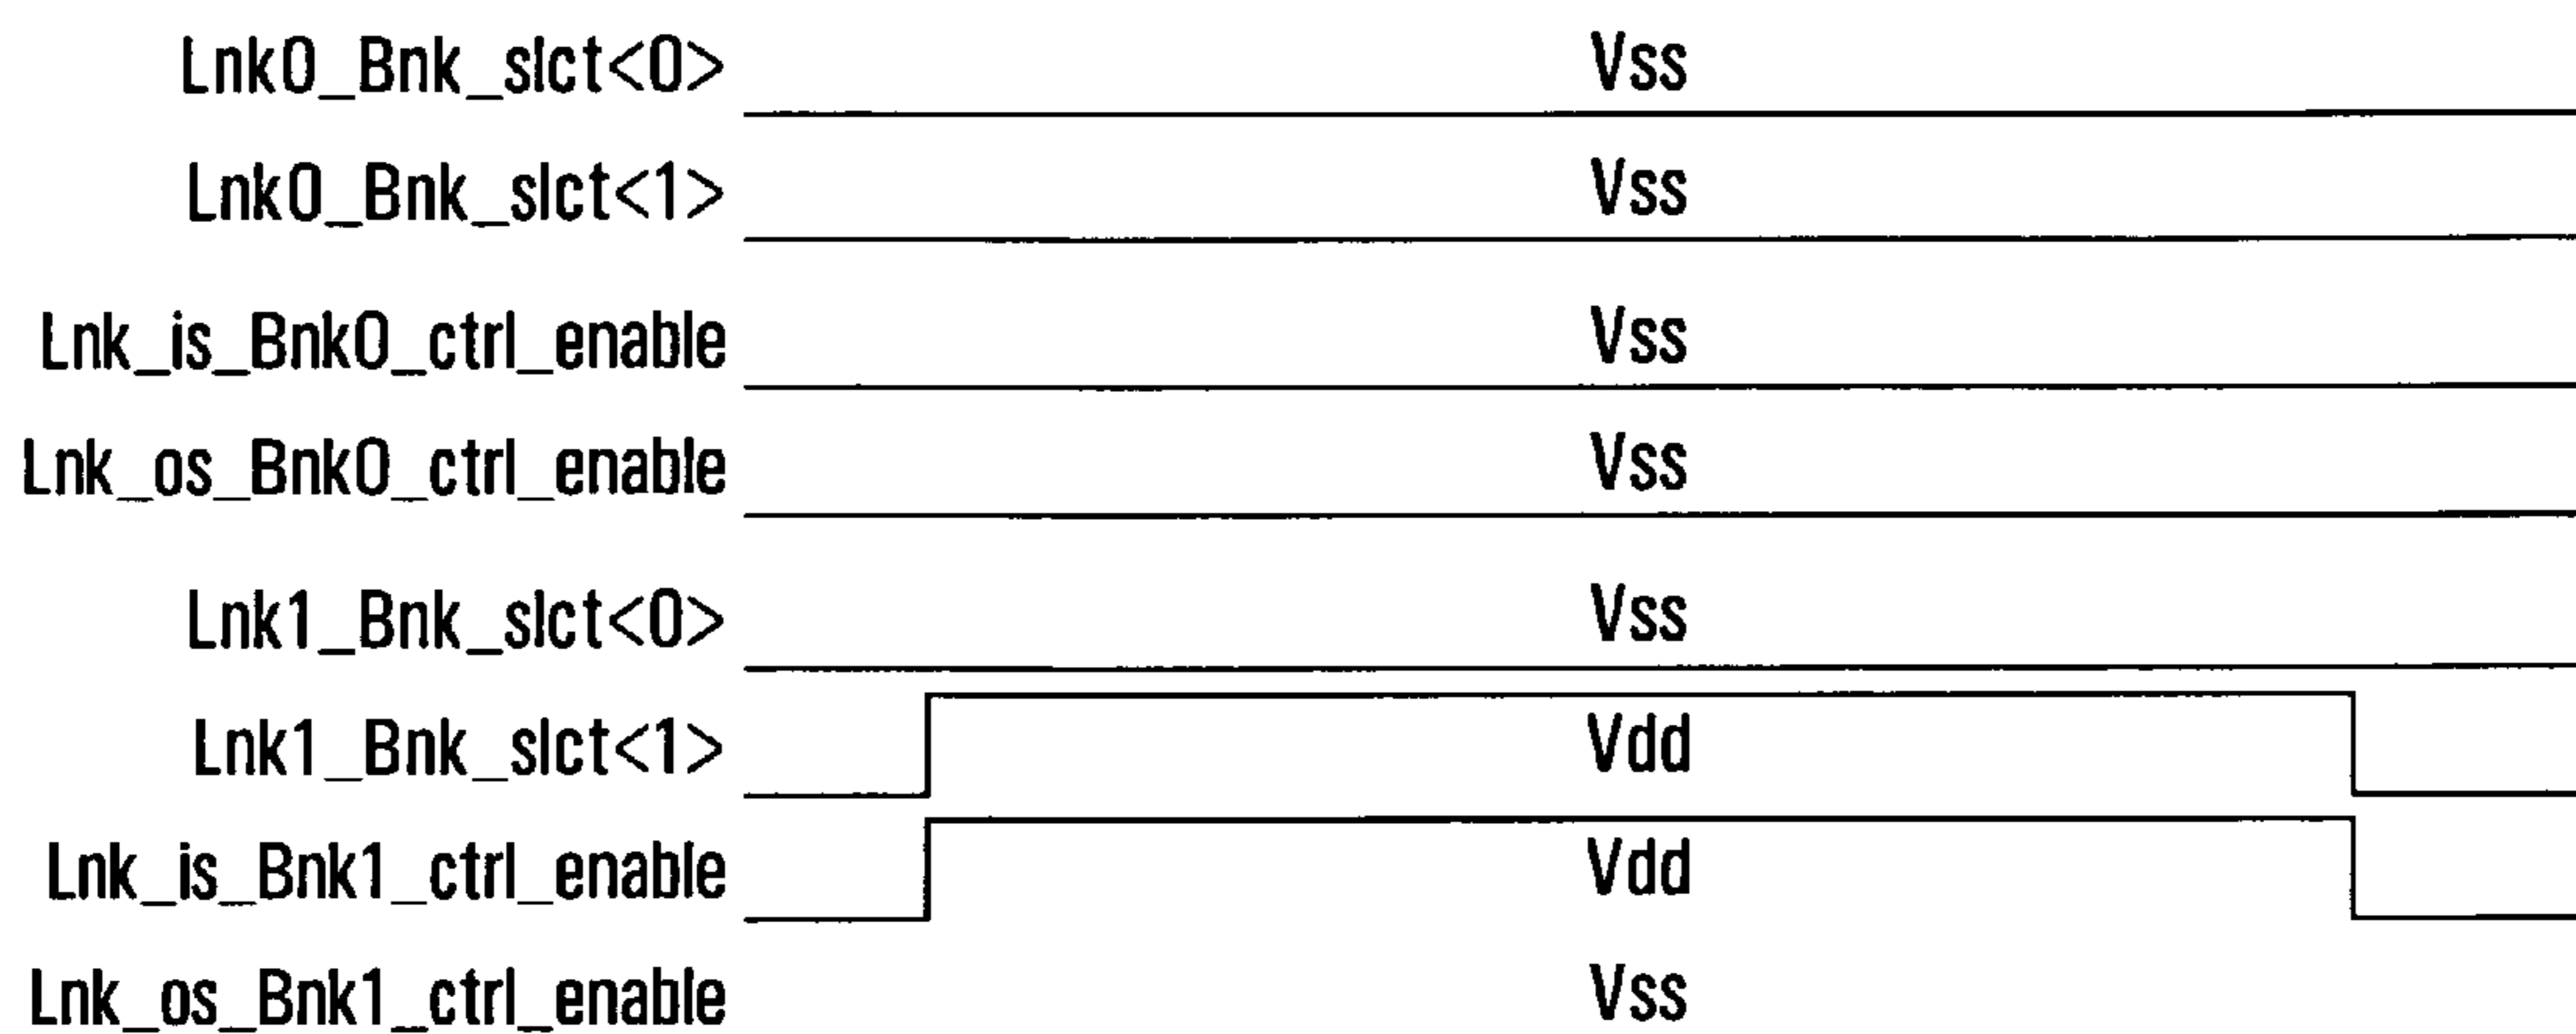 Lnk0_Bnk_slct<0> Vss
Lnk0_Bnk_slct<1> Vss
Lnk_is_Bnk0_ctrl_enable Vss
Lnk_os_Bnk0_ctrl_enable Vss
Lnk1_Bnk_slct<0> Vss
Lnk1_Bnk_slct<1> Vdd
Lnk_is_Bnk1_ctrl_enable Vdd
Lnk_os_Bnk1_ctrl_enable Vss